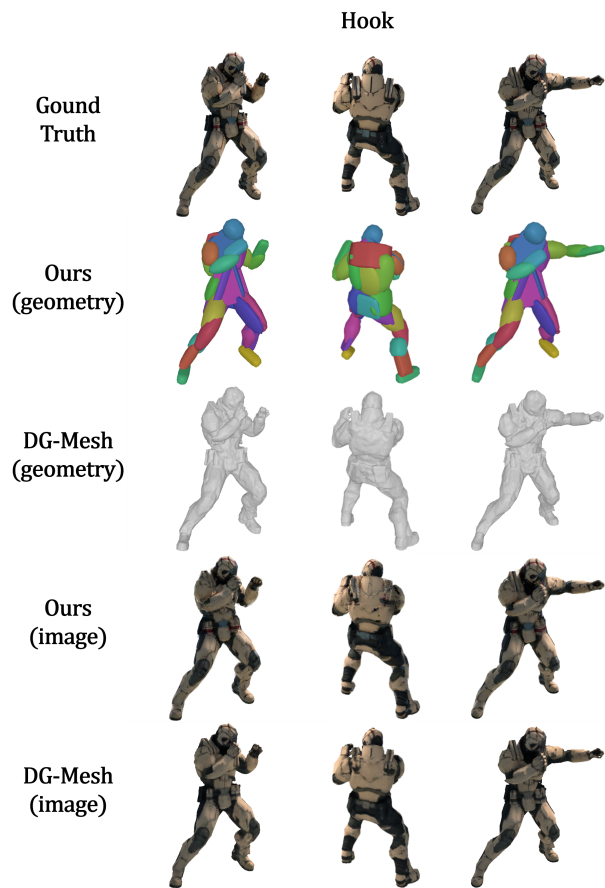 Hook
Gound
Truth
Ours
(geometry)
DG-Mesh
(geometry)
Ours
(image)
DG-Mesh
(image)